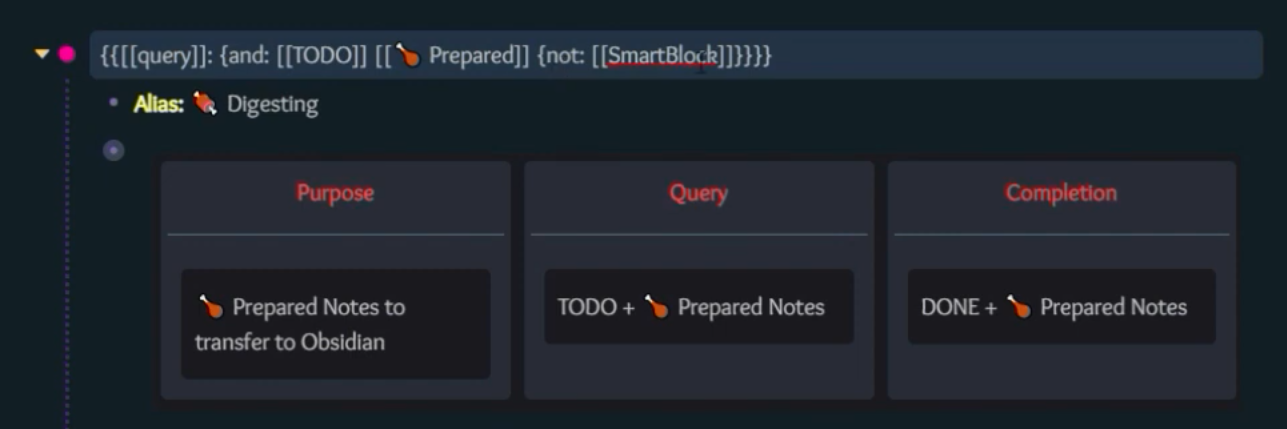 {{[[query]]: {and: [[TODO]] [[🍗 Prepared]] {not: [[SmartBlock]]}}}}
Alias: 🍖 Digesting
Purpose
Query
Completion
🍗 Prepared Notes to
transfer to Obsidian
TODO + 🍗 Prepared Notes
DONE + 🍗 Prepared Notes